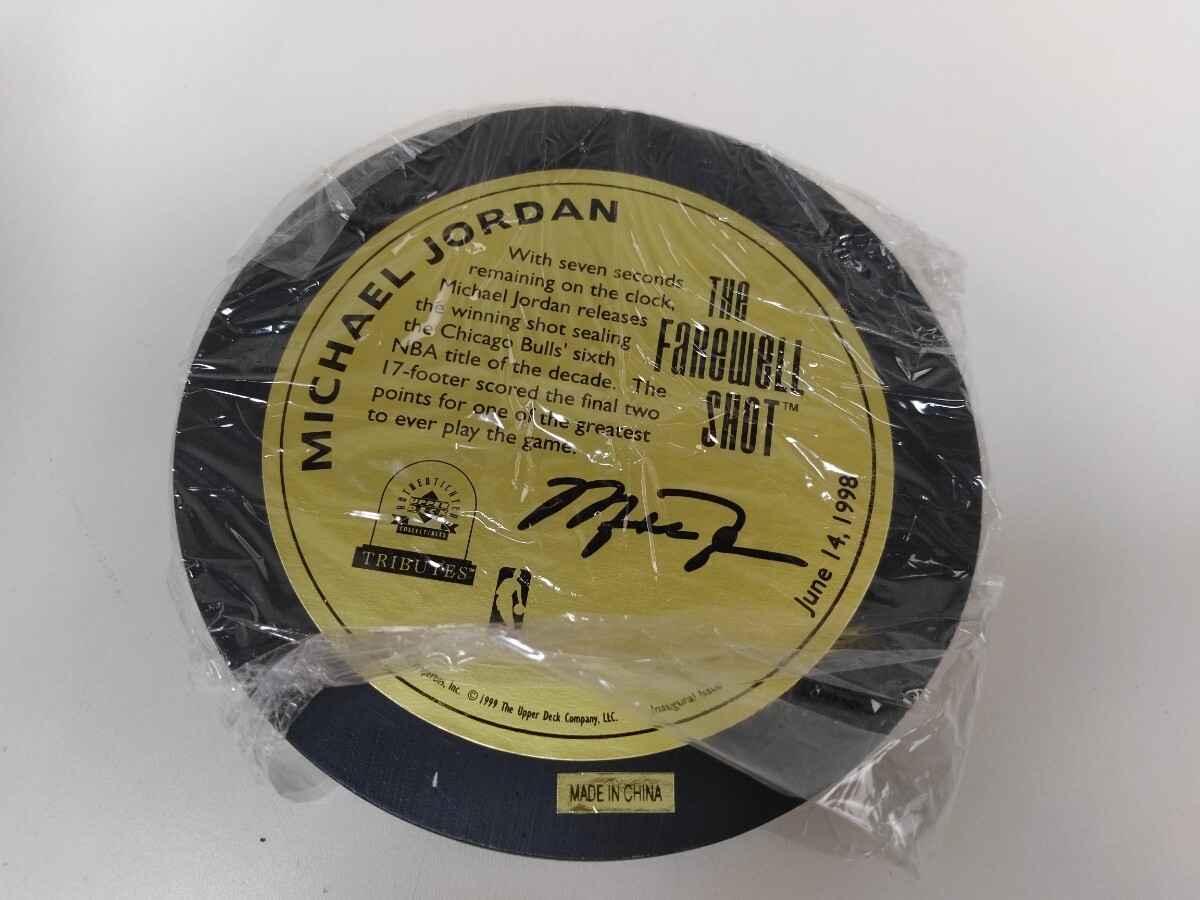 MICHAEL JORDAN
With seven seconds
remaining on the clock,
Michael Jordan releases
the winning shot sealing
the Chicago Bulls' sixth
NBA title of the decade. The
17-footer scored the final two
points for one of the greatest
to ever play the game.
THE
FAREWELL
SHOT™
AUTHENTICATED
UPPER
DECK
COLLECTIBLES
TRIBUTES
June 14, 1998
Inc. © 1999 The Upper Deck Company, LLC.
Inaugural Issue
MADE IN CHINA